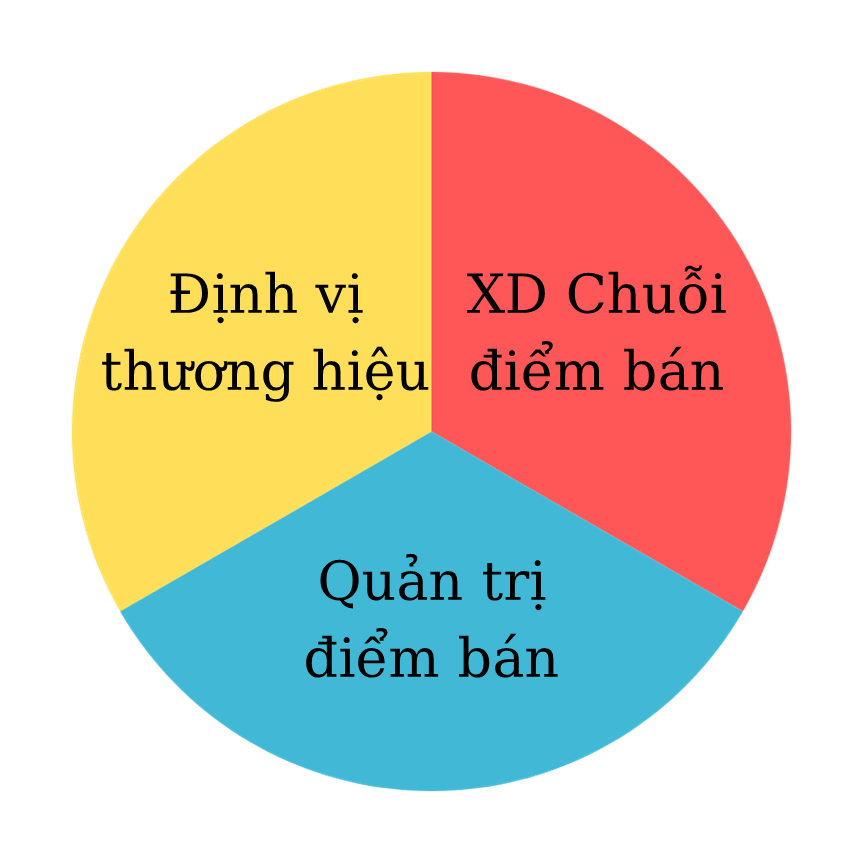 Định vị
thương hiệu
XD Chuỗi
điểm bán
Quản trị
điểm bán